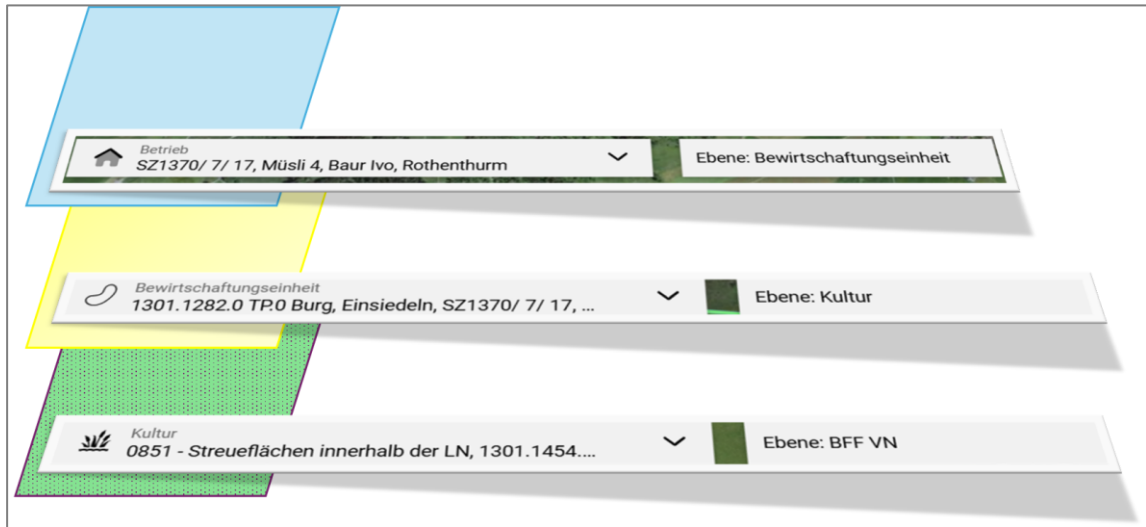 Betrieb
SZ1370/ 7/ 17, Müsli 4, Baur Ivo, Rothenthurm
Ebene: Bewirtschaftungseinheit
Bewirtschaftungseinheit
1301.1282.0 TP.0 Burg, Einsiedeln, SZ1370/ 7/ 17, ...
Ebene: Kultur
Kultur
0851 - Streueflächen innerhalb der LN, 1301.1454....
Ebene: BFF VN